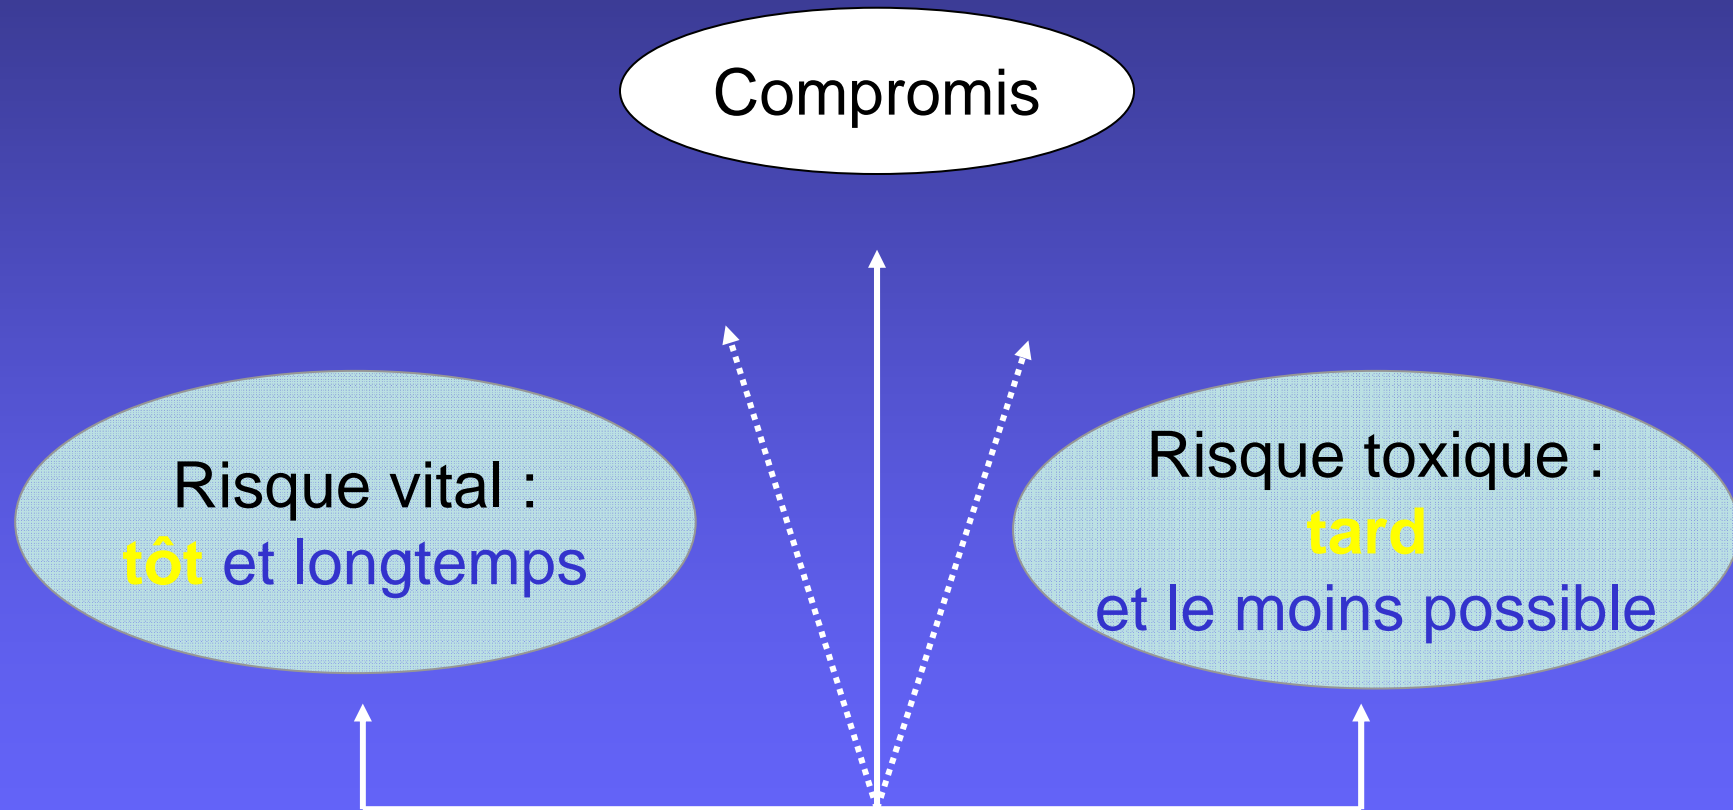 Compromis
Risque vital :
tôt et longtemps
Risque toxique :
tard
et le moins possible